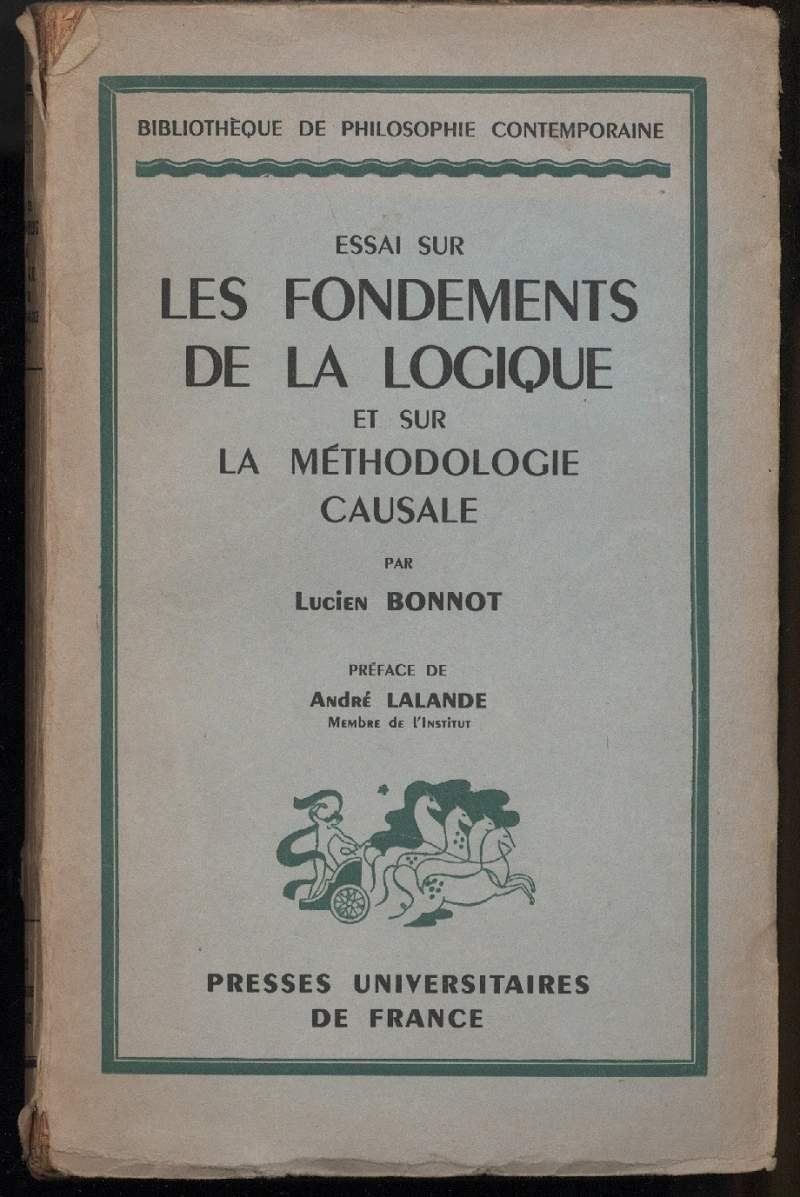 BIBLIOTHÈQUE DE PHILOSOPHIE CONTEMPORAINE
ESSAI SUR
LES FONDEMENTS
DE LA LOGIQUE
ET SUR
LA MÉTHODOLOGIE
CAUSALE
PAR
Lucien BONNOT
PRÉFACE DE
André LALANDE
Membre de l'Institut
PRESSES UNIVERSITAIRES
DE FRANCE